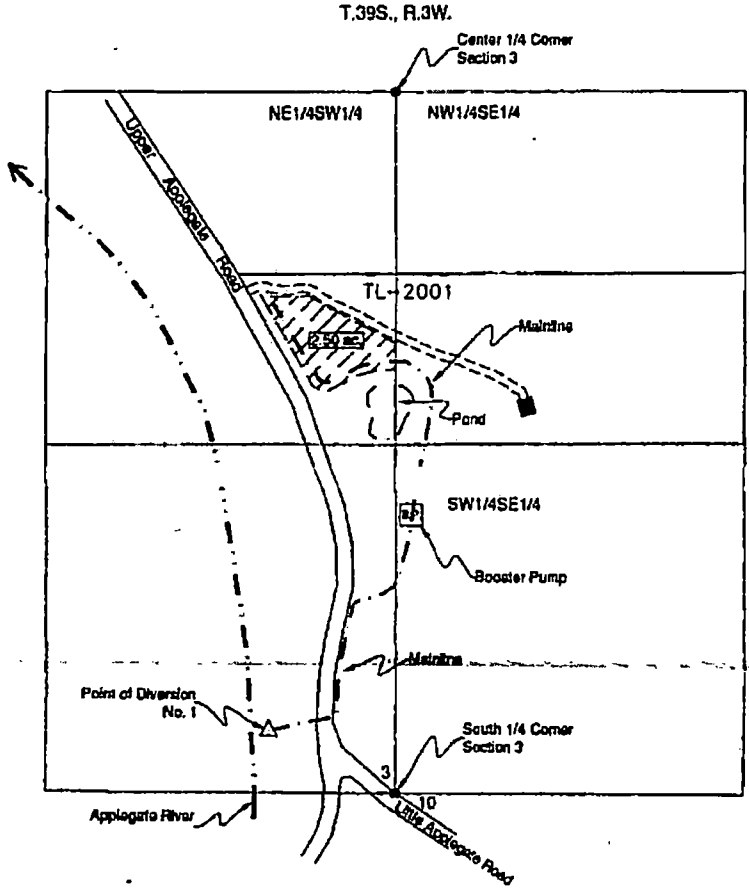 T.39S., R.3W.
Center 1/4 Corner
Section 3
NE1/4SW1/4
NW1/4SE1/4
Upper Applegate Road
TL-2001
2.50 ac.
Mainline
Pond
SW1/4SE1/4
B.P
Booster Pump
Mainline
Point of Diversion
No. 1
South 1/4 Corner
Section 3
3
10
Applegate River
Little Applegate Road